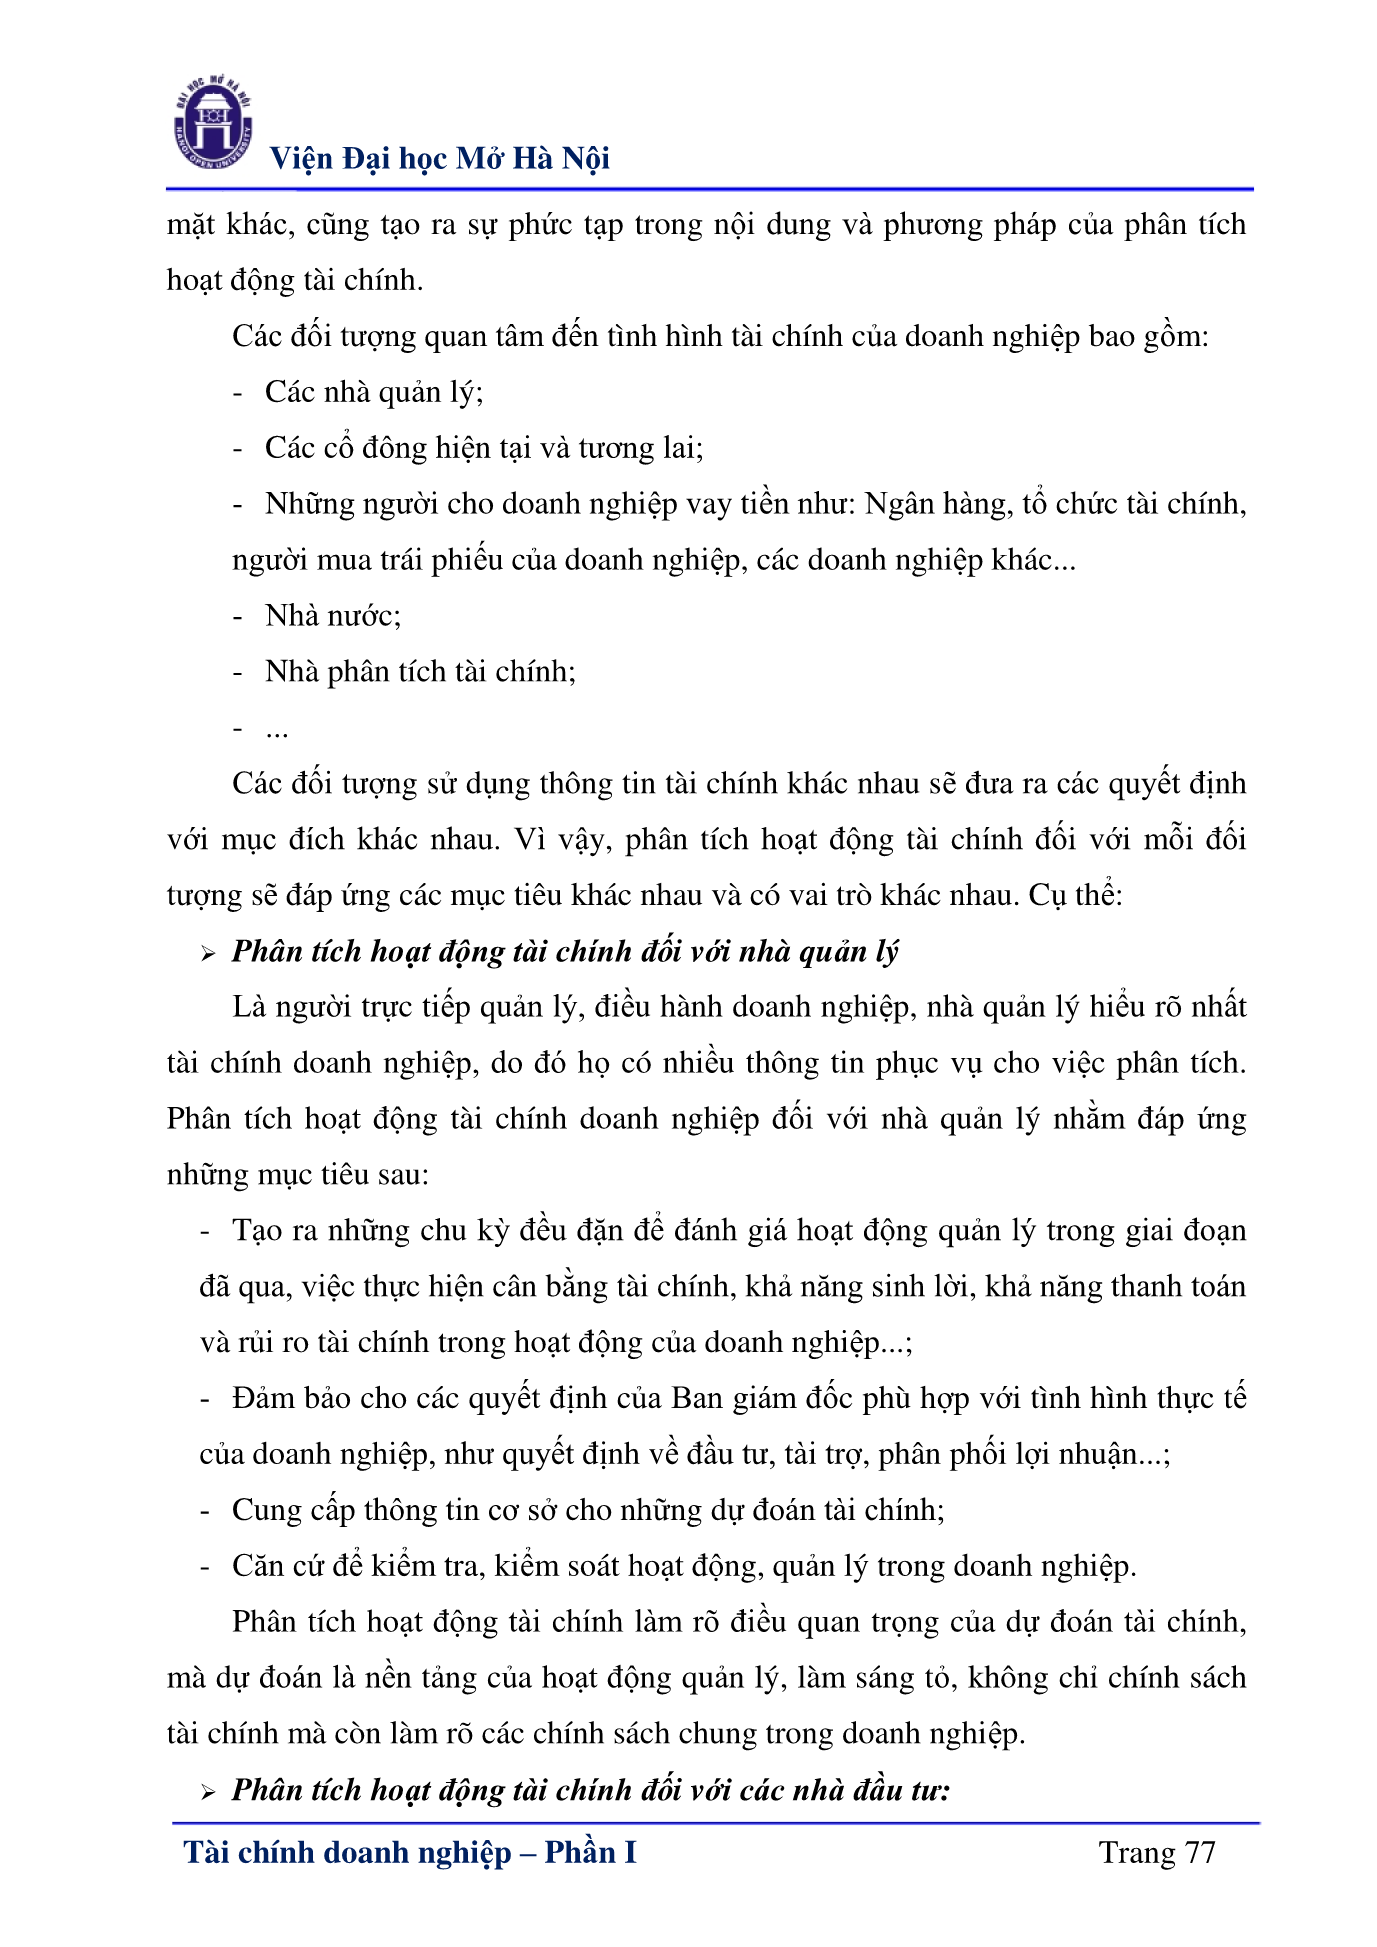 ĐẠI HỌC MỞ HÀ NỘI
HANOI OPEN UNIVERSITY
Viện Đại học Mở Hà Nội
mặt khác, cũng tạo ra sự phức tạp trong nội dung và phương pháp của phân tích
hoạt động tài chính.
Các đối tượng quan tâm đến tình hình tài chính của doanh nghiệp bao gồm:
- Các nhà quản lý;
- Các cổ đông hiện tại và tương lai;
- Những người cho doanh nghiệp vay tiền như: Ngân hàng, tổ chức tài chính,
người mua trái phiếu của doanh nghiệp, các doanh nghiệp khác...
- Nhà nước;
- Nhà phân tích tài chính;
- ...
Các đối tượng sử dụng thông tin tài chính khác nhau sẽ đưa ra các quyết định
với mục đích khác nhau. Vì vậy, phân tích hoạt động tài chính đối với mỗi đối
tượng sẽ đáp ứng các mục tiêu khác nhau và có vai trò khác nhau. Cụ thể:
➢ Phân tích hoạt động tài chính đối với nhà quản lý
Là người trực tiếp quản lý, điều hành doanh nghiệp, nhà quản lý hiểu rõ nhất
tài chính doanh nghiệp, do đó họ có nhiều thông tin phục vụ cho việc phân tích.
Phân tích hoạt động tài chính doanh nghiệp đối với nhà quản lý nhằm đáp ứng
những mục tiêu sau:
- Tạo ra những chu kỳ đều đặn để đánh giá hoạt động quản lý trong giai đoạn
đã qua, việc thực hiện cân bằng tài chính, khả năng sinh lời, khả năng thanh toán
và rủi ro tài chính trong hoạt động của doanh nghiệp...;
- Đảm bảo cho các quyết định của Ban giám đốc phù hợp với tình hình thực tế
của doanh nghiệp, như quyết định về đầu tư, tài trợ, phân phối lợi nhuận...;
- Cung cấp thông tin cơ sở cho những dự đoán tài chính;
- Căn cứ để kiểm tra, kiểm soát hoạt động, quản lý trong doanh nghiệp.
Phân tích hoạt động tài chính làm rõ điều quan trọng của dự đoán tài chính,
mà dự đoán là nền tảng của hoạt động quản lý, làm sáng tỏ, không chỉ chính sách
tài chính mà còn làm rõ các chính sách chung trong doanh nghiệp.
➢ Phân tích hoạt động tài chính đối với các nhà đầu tư:
Tài chính doanh nghiệp – Phần I Trang 77